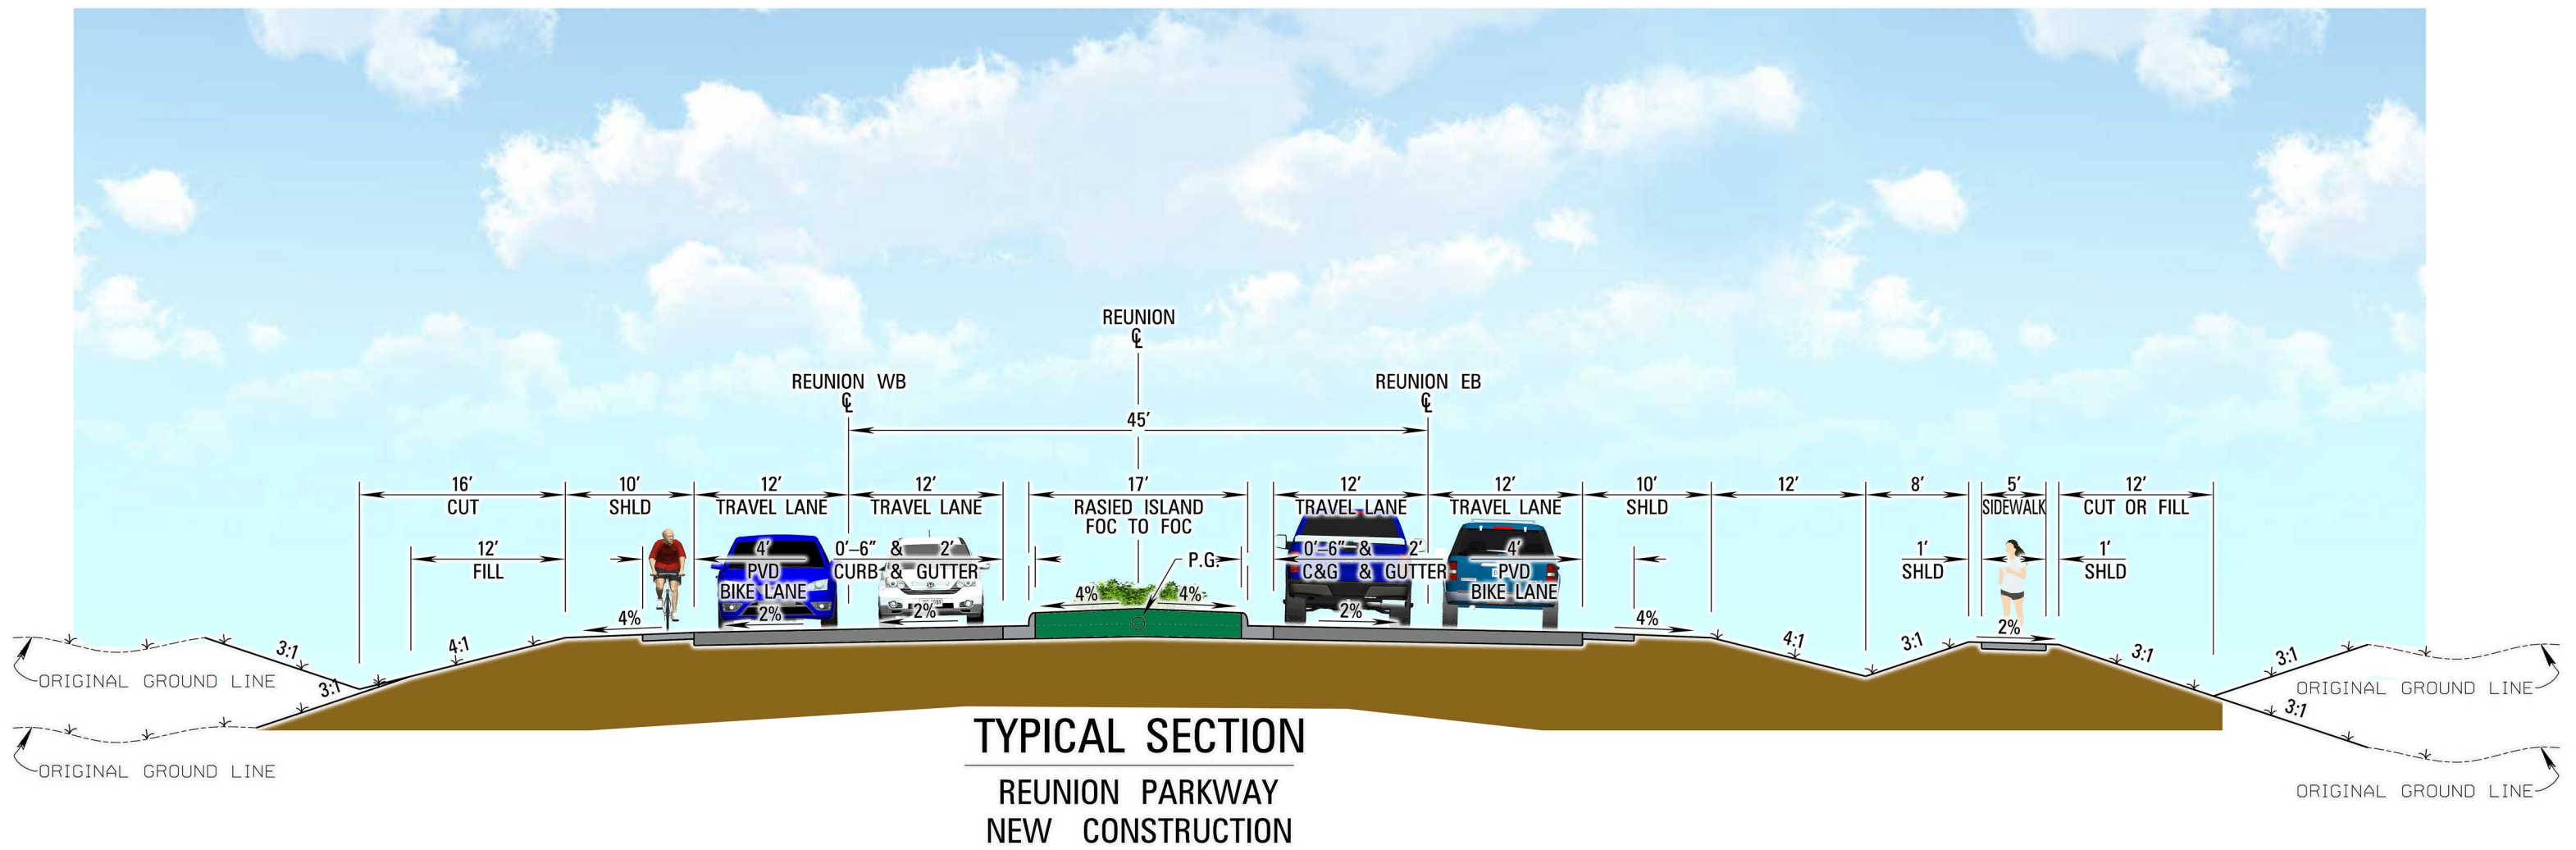 REUNION
℄
REUNION WB
℄
REUNION EB
℄
45'
16'
CUT
10'
SHLD
12'
TRAVEL LANE
12'
TRAVEL LANE
17'
RASIED ISLAND
FOC TO FOC
12'
TRAVEL LANE
12'
TRAVEL LANE
10'
SHLD
12'
8'
5'
SIDEWALK
12'
CUT OR FILL
12'
FILL
4'
PVD
BIKE LANE
0'–6" & 2'
CURB & GUTTER
P.G.
0'–6" & 2'
C&G & GUTTER
4'
PVD
BIKE LANE
1'
SHLD
1'
SHLD
4%
2%
2%
4%
4%
2%
4%
2%
3:1
4:1
3:1
4:1
3:1
3:1
3:1
3:1
ORIGINAL GROUND LINE
ORIGINAL GROUND LINE
ORIGINAL GROUND LINE
ORIGINAL GROUND LINE
TYPICAL SECTION
REUNION PARKWAY
NEW CONSTRUCTION